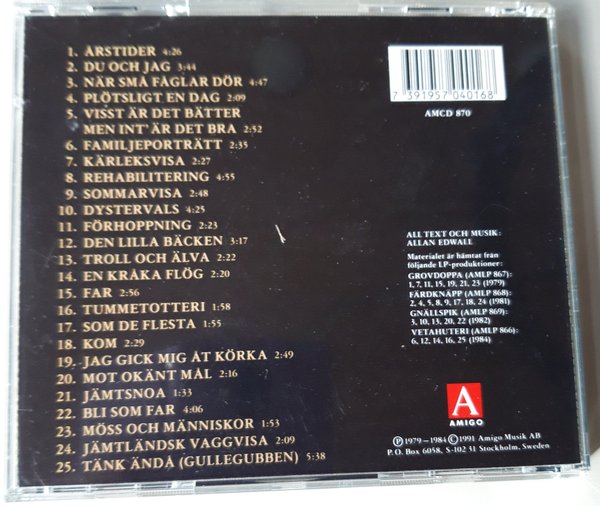 1. ÅRSTIDER 4:26
2. DU OCH JAG 3:44
3. NÄR SMÅ FÅGLAR DÖR 4:47
4. PLÖTSLIGT EN DAG 2:09
5. VISST ÄR DET BÄTTER
MEN INT' ÄR DET BRA 2:52
6. FAMILJEPORTRÄTT 2:35
7. KÄRLEKSVISA 2:27
8. REHABILITERING 4:55
9. SOMMARVISA 2:48
10. DYSTERVALS 4:25
11. FÖRHOPPNING 2:23
12. DEN LILLA BÄCKEN 3:17
13. TROLL OCH ÄLVA 2:22
14. EN KRÅKA FLÖG 2:20
15. FAR 2:56
16. TUMMETOTTERI 1:58
17. SOM DE FLESTA 1:55
18. KOM 2:29
19. JAG GICK MIG ÅT KÖRKA 2:49
20. MOT OKÄNT MÅL 2:16
21. JÄMTSNOA 1:33
22. BLI SOM FAR 4:06
23. MÖSS OCH MÄNNISKOR 1:53
24. JÄMTLÄNDSK VAGGVISA 2:09
25. TÄNK ÄNDÅ (GULLEGUBBEN) 5:38
7 391957 040168
AMCD 870
ALL TEXT OCH MUSIK:
ALLAN EDWALL
Materialet är hämtat från
följande LP-produktioner:
GROVDOPPA (AMLP 867):
1, 7, 11, 15, 19, 21, 23 (1979)
FÄRDKNÄPP (AMLP 868):
2, 4, 5, 8, 9, 17, 18, 24 (1981)
GNÄLLSPIK (AMLP 869):
3, 10, 13, 20, 22 (1982)
VETAHUTERI (AMLP 866):
6, 12, 14, 16, 25 (1984)
A
AMIGO
Ⓟ 1979–1984 © 1991 Amigo Musik AB
P.O. Box 6058, S-102 31 Stockholm, Sweden